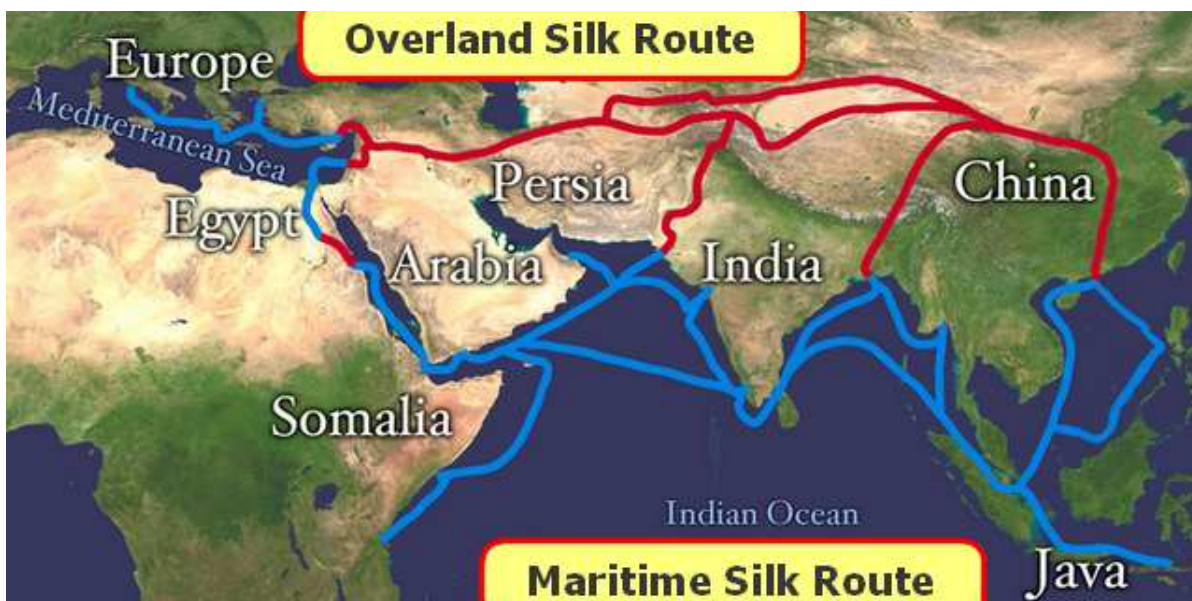 Overland Silk Route
Europe
Mediterranean Sea
Egypt
Persia
Arabia
India
China
Somalia
Indian Ocean
Maritime Silk Route
Java